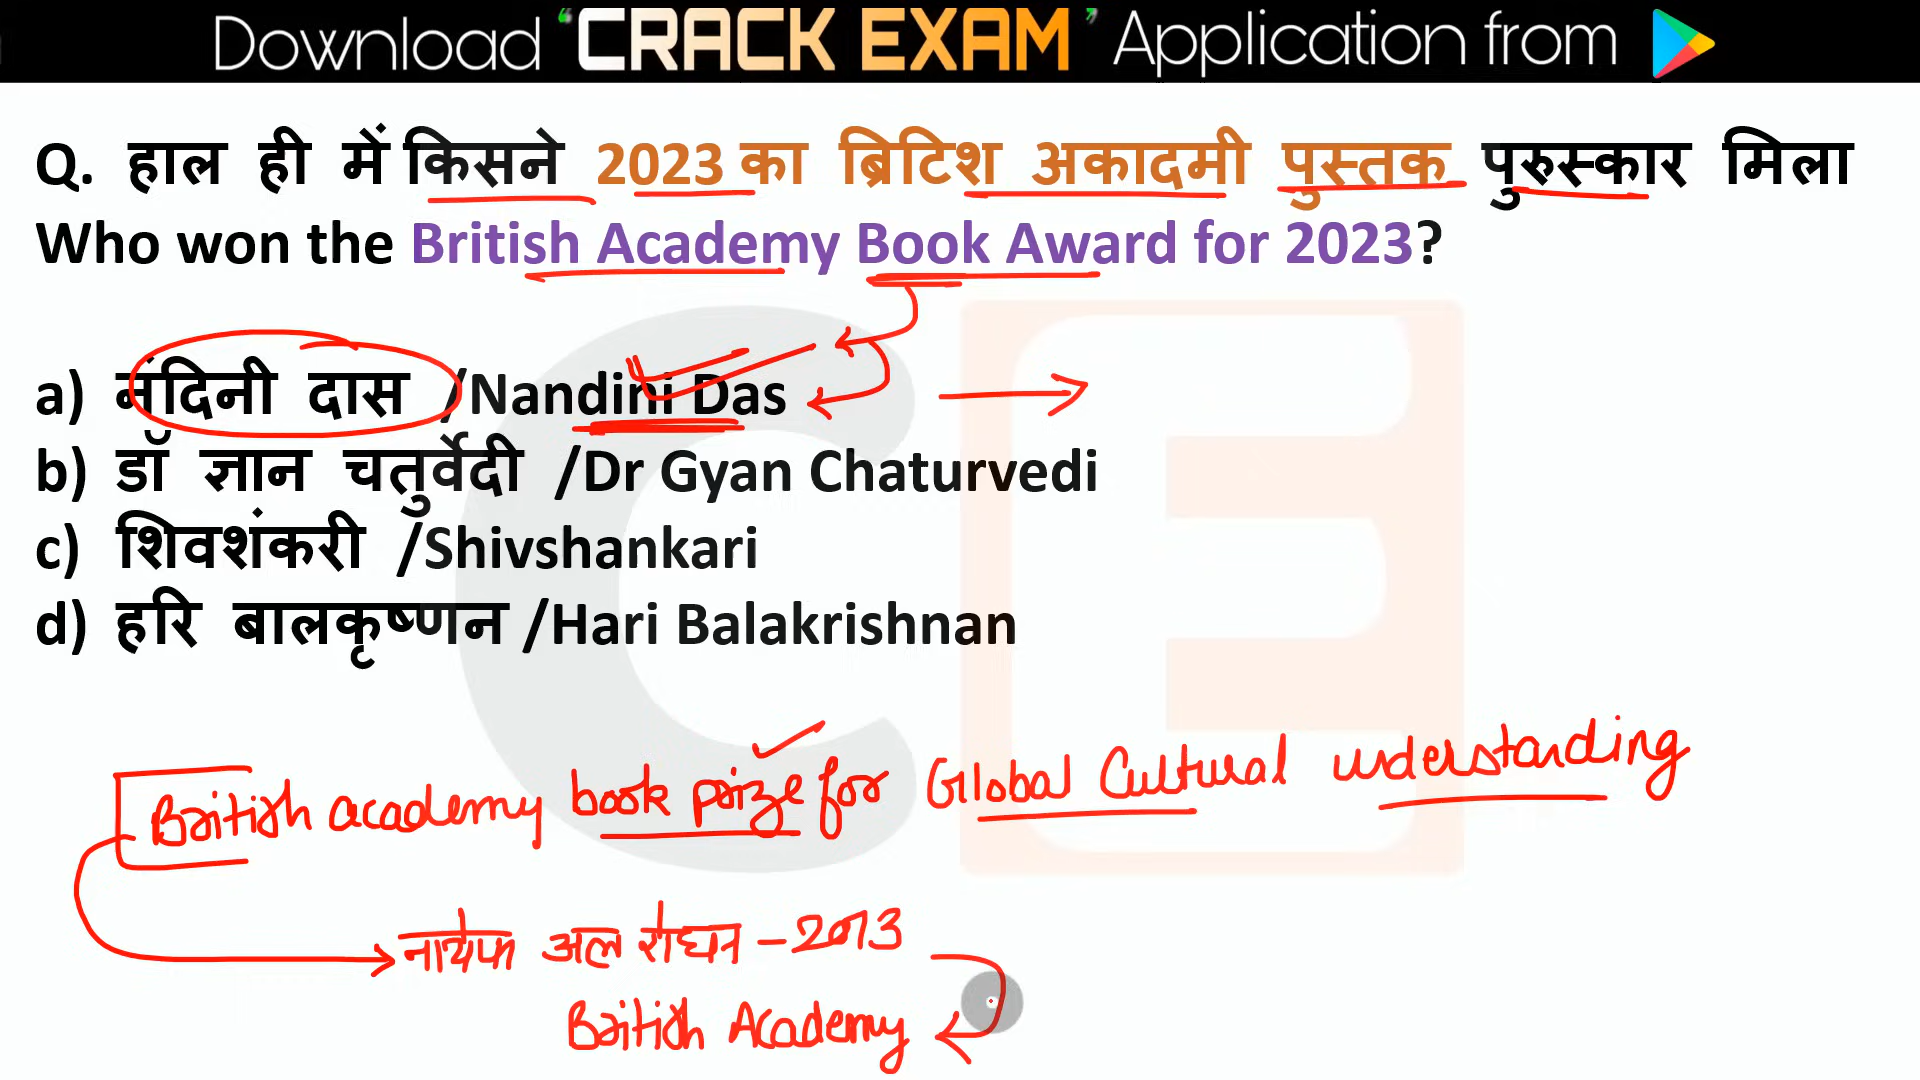 Download "CRACK EXAM" Application from
Q. हाल ही में किसने 2023 का ब्रिटिश अकादमी पुस्तक पुरुस्कार मिला
Who won the British Academy Book Award for 2023?
a) नंदिनी दास /Nandini Das
b) डॉ ज्ञान चतुर्वेदी /Dr Gyan Chaturvedi
c) शिवशंकरी /Shivshankari
d) हरि बालकृष्णन /Hari Balakrishnan
British academy book prize for Global Cultural understanding
नायेफ अल रोधन - 2013
British Academy
CE